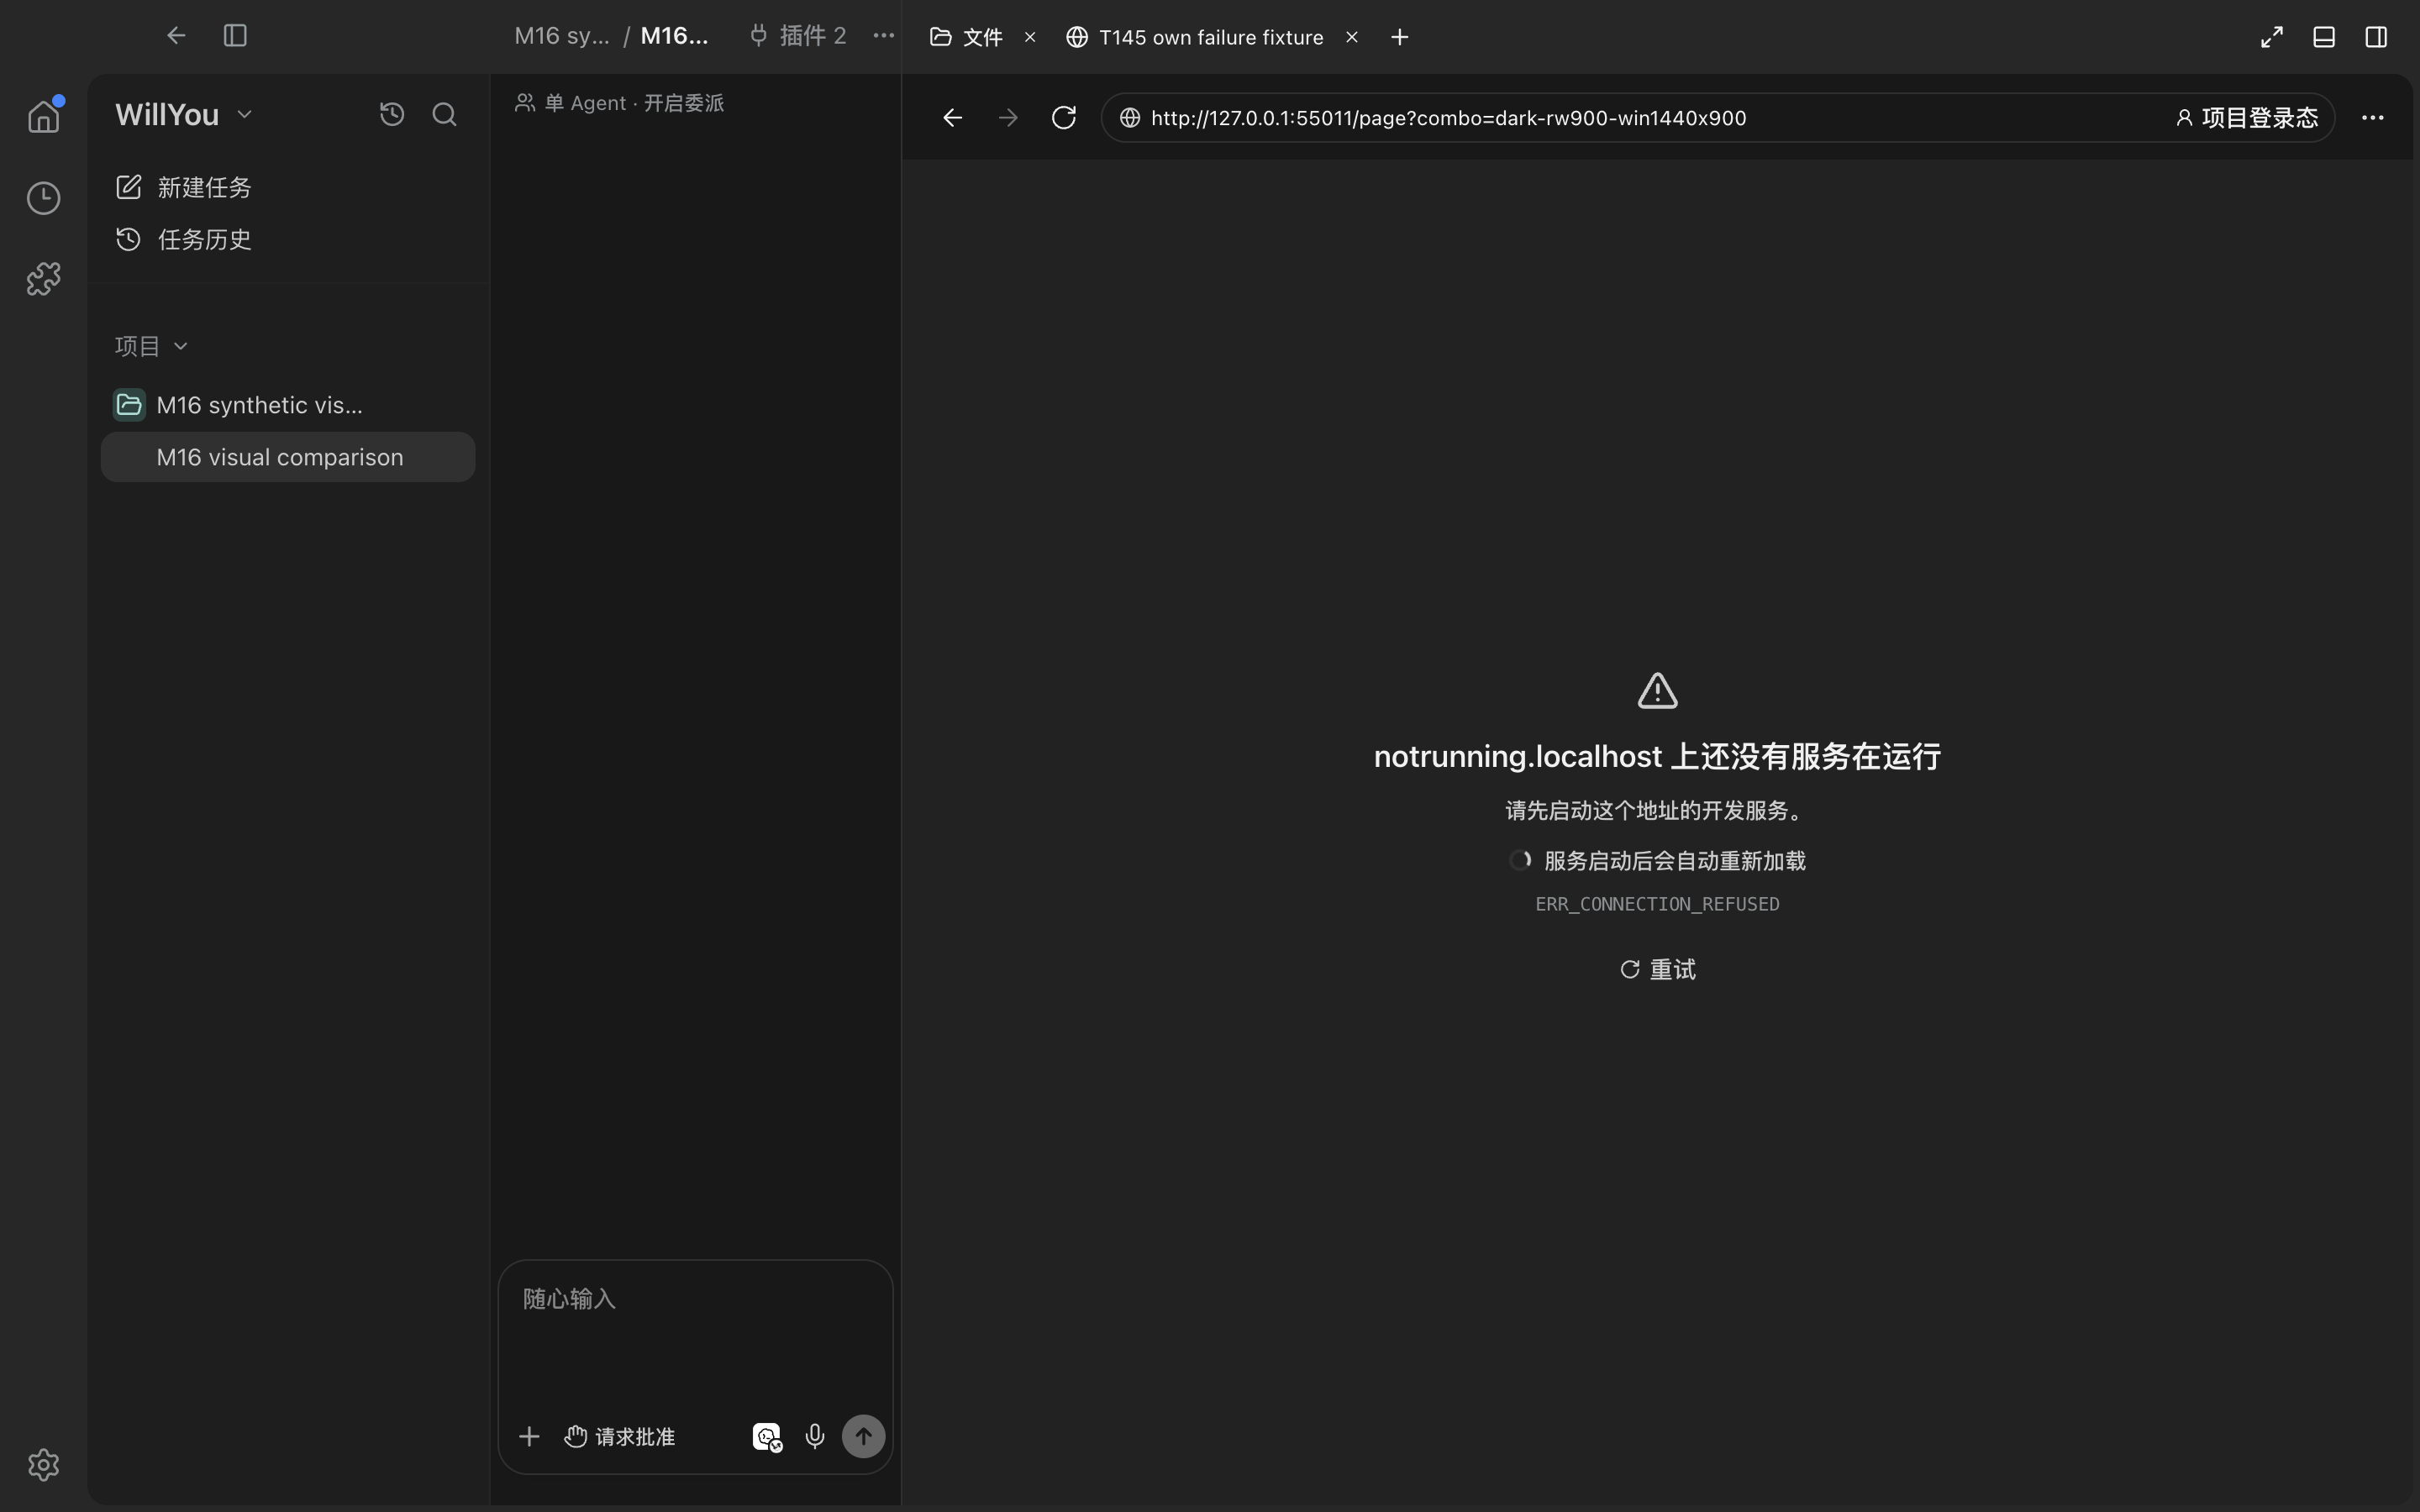 M16 sy... / M16... 插件 2
文件
T145 own failure fixture
WillYou
单 Agent · 开启委派
http://127.0.0.1:55011/page?combo=dark-rw900-win1440x900
项目登录态
新建任务
任务历史
项目
M16 synthetic vis...
M16 visual comparison
notrunning.localhost 上还没有服务在运行
请先启动这个地址的开发服务。
服务启动后会自动重新加载
ERR_CONNECTION_REFUSED
重试
随心输入
请求批准